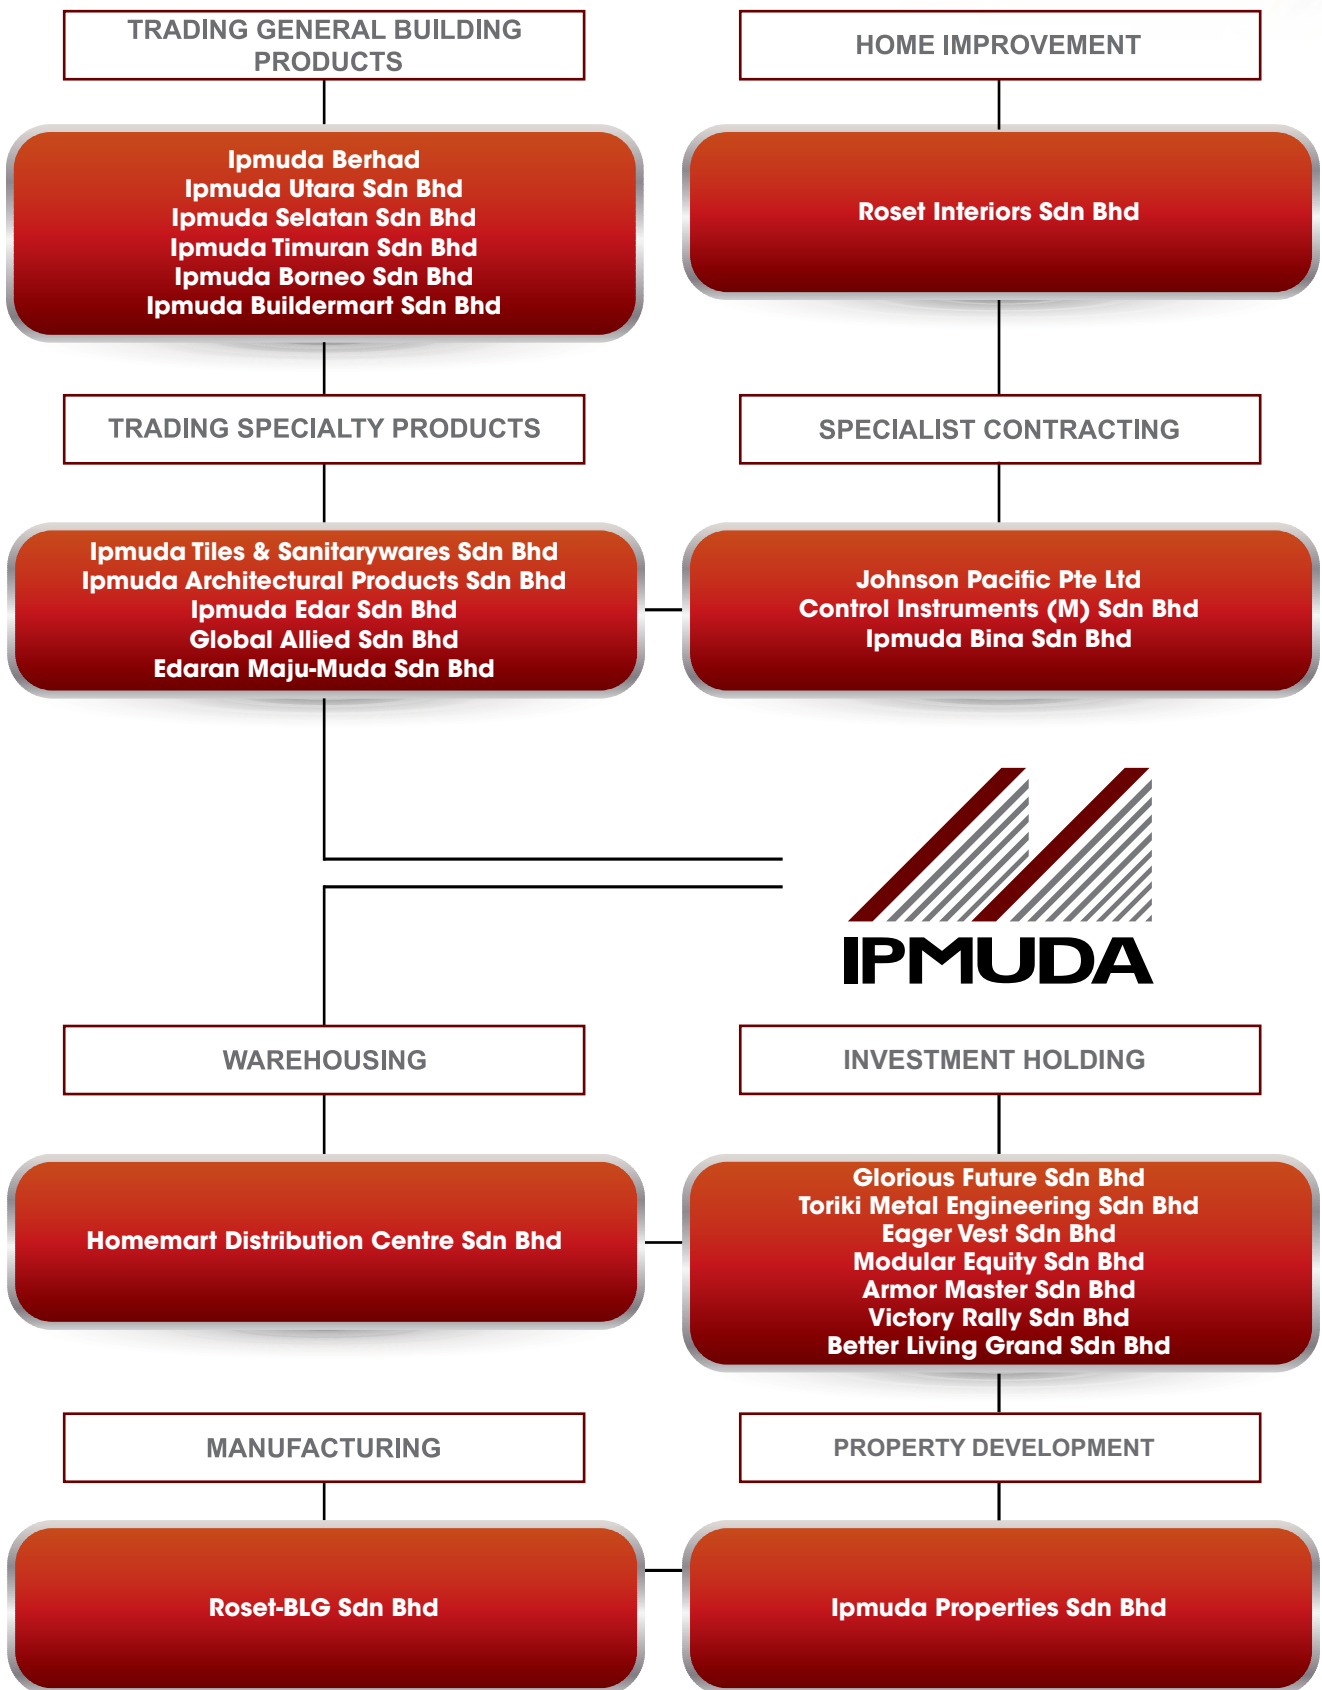 TRADING GENERAL BUILDING
PRODUCTS
Ipmuda Berhad
Ipmuda Utara Sdn Bhd
Ipmuda Selatan Sdn Bhd
Ipmuda Timuran Sdn Bhd
Ipmuda Borneo Sdn Bhd
Ipmuda Buildermart Sdn Bhd
HOME IMPROVEMENT
Roset Interiors Sdn Bhd
TRADING SPECIALTY PRODUCTS
Ipmuda Tiles & Sanitarywares Sdn Bhd
Ipmuda Architectural Products Sdn Bhd
Ipmuda Edar Sdn Bhd
Global Allied Sdn Bhd
Edaran Maju-Muda Sdn Bhd
SPECIALIST CONTRACTING
Johnson Pacific Pte Ltd
Control Instruments (M) Sdn Bhd
Ipmuda Bina Sdn Bhd
IPMUDA
WAREHOUSING
Homemart Distribution Centre Sdn Bhd
INVESTMENT HOLDING
Glorious Future Sdn Bhd
Toriki Metal Engineering Sdn Bhd
Eager Vest Sdn Bhd
Modular Equity Sdn Bhd
Armor Master Sdn Bhd
Victory Rally Sdn Bhd
Better Living Grand Sdn Bhd
MANUFACTURING
Roset-BLG Sdn Bhd
PROPERTY DEVELOPMENT
Ipmuda Properties Sdn Bhd